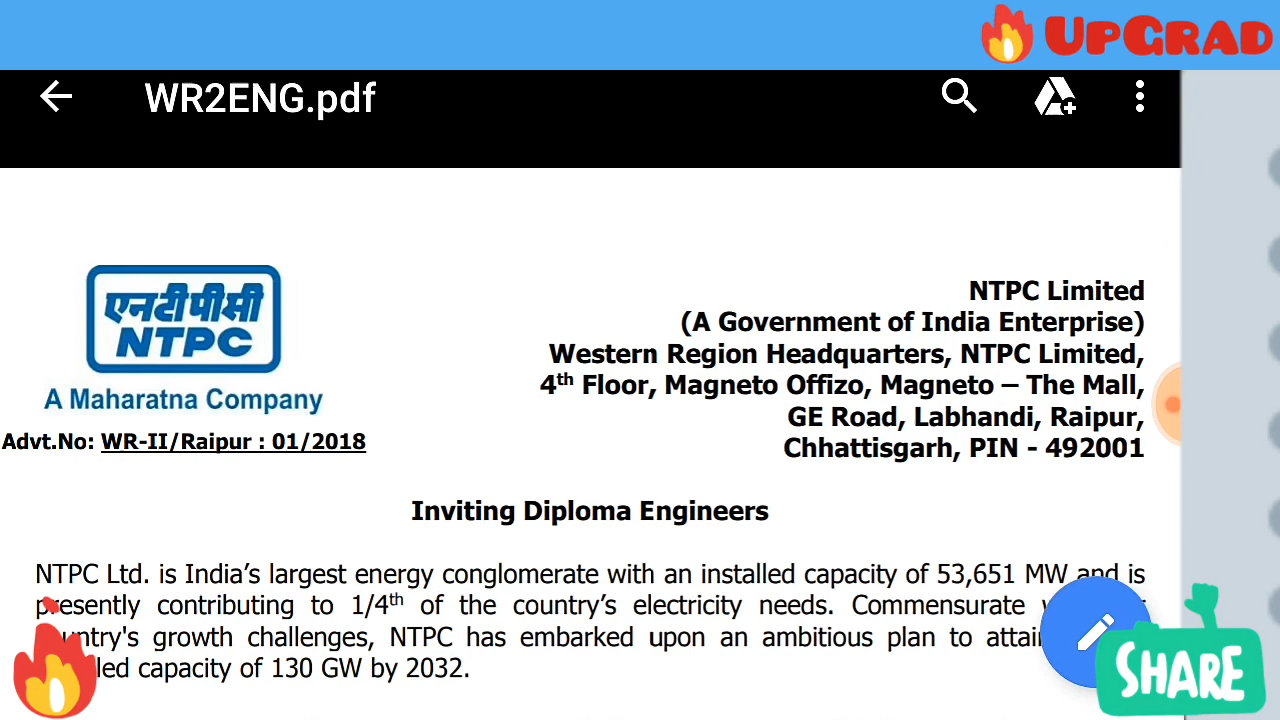 UPGRAD
WR2ENG.pdf
एनटीपीसी
NTPC
A Maharatna Company
Advt.No: WR-II/Raipur : 01/2018
NTPC Limited
(A Government of India Enterprise)
Western Region Headquarters, NTPC Limited,
4th Floor, Magneto Offizo, Magneto – The Mall,
GE Road, Labhandi, Raipur,
Chhattisgarh, PIN - 492001
Inviting Diploma Engineers
NTPC Ltd. is India’s largest energy conglomerate with an installed capacity of 53,651 MW and is
presently contributing to 1/4th of the country’s electricity needs. Commensurate
growth challenges, NTPC has embarked upon an ambitious plan to attain
capacity of 130 GW by 2032.
SHARE